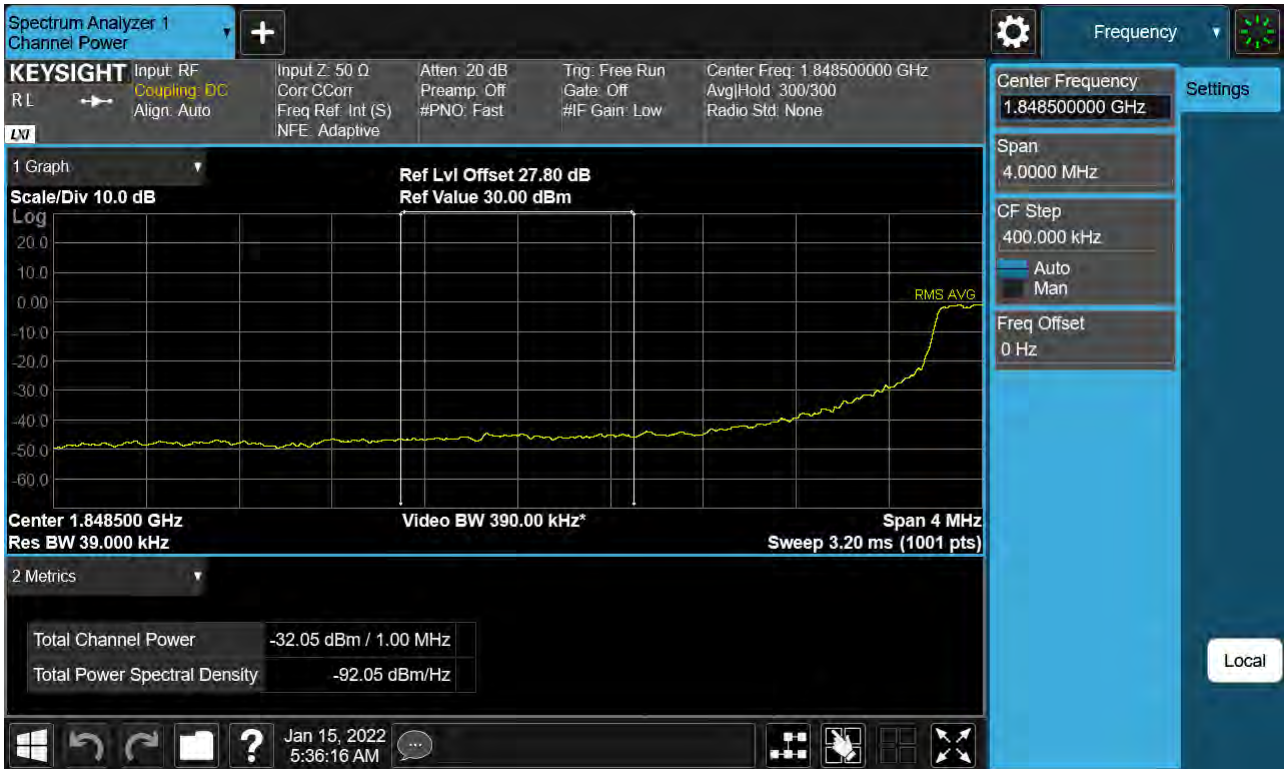 Spectrum Analyzer 1
Channel Power
Frequency
KEYSIGHT
RL
LXI
Input: RF
Coupling: DC
Align: Auto
Input Z: 50 Ω
Corr CCorr
Freq Ref: Int (S)
NFE: Adaptive
Atten: 20 dB
Preamp: Off
#PNO: Fast
Trig: Free Run
Gate: Off
#IF Gain: Low
Center Freq: 1.848500000 GHz
Avg|Hold: 300/300
Radio Std: None
Center Frequency
1.848500000 GHz
Settings
Span
4.0000 MHz
CF Step
400.000 kHz
Auto
Man
Freq Offset
0 Hz
1 Graph
Scale/Div 10.0 dB
Ref Lvl Offset 27.80 dB
Ref Value 30.00 dBm
Log
20.0
10.0
0.00
-10.0
-20.0
-30.0
-40.0
-50.0
-60.0
RMS AVG
Center 1.848500 GHz
Video BW 390.00 kHz*
Span 4 MHz
Res BW 39.000 kHz
Sweep 3.20 ms (1001 pts)
2 Metrics
Total Channel Power -32.05 dBm / 1.00 MHz
Total Power Spectral Density -92.05 dBm/Hz
Local
Jan 15, 2022
5:36:16 AM